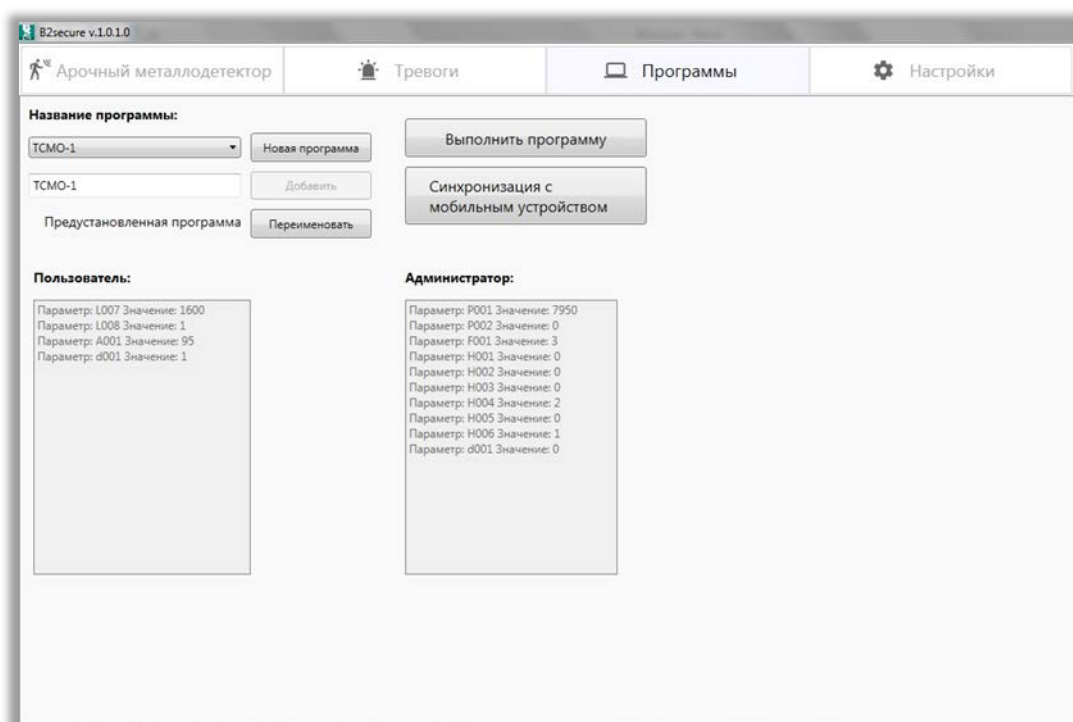 B2secure v.1.0.1.0
Арочный металлодетектор
Тревоги
Программы
Настройки
Название программы:
ТСМО-1
Новая программа
Выполнить программу
ТСМО-1
Добавить
Синхронизация с
мобильным устройством
Предустановленная программа
Переименовать
Пользователь:
Параметр: L007 Значение: 1600
Параметр: L008 Значение: 1
Параметр: A001 Значение: 95
Параметр: d001 Значение: 1
Администратор:
Параметр: P001 Значение: 7950
Параметр: P002 Значение: 0
Параметр: F001 Значение: 3
Параметр: H001 Значение: 0
Параметр: H002 Значение: 0
Параметр: H003 Значение: 0
Параметр: H004 Значение: 2
Параметр: H005 Значение: 0
Параметр: H006 Значение: 1
Параметр: d001 Значение: 0